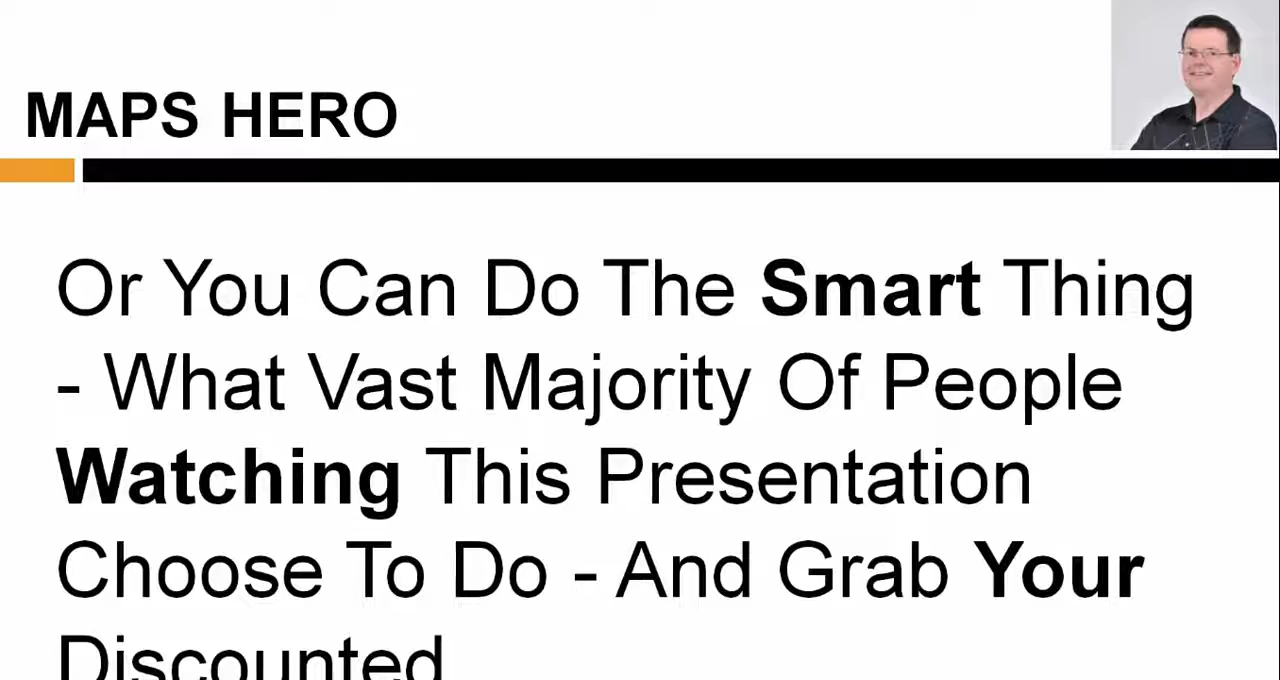 MAPS HERO
Or You Can Do The Smart Thing
- What Vast Majority Of People
Watching This Presentation
Choose To Do - And Grab Your
Discounted